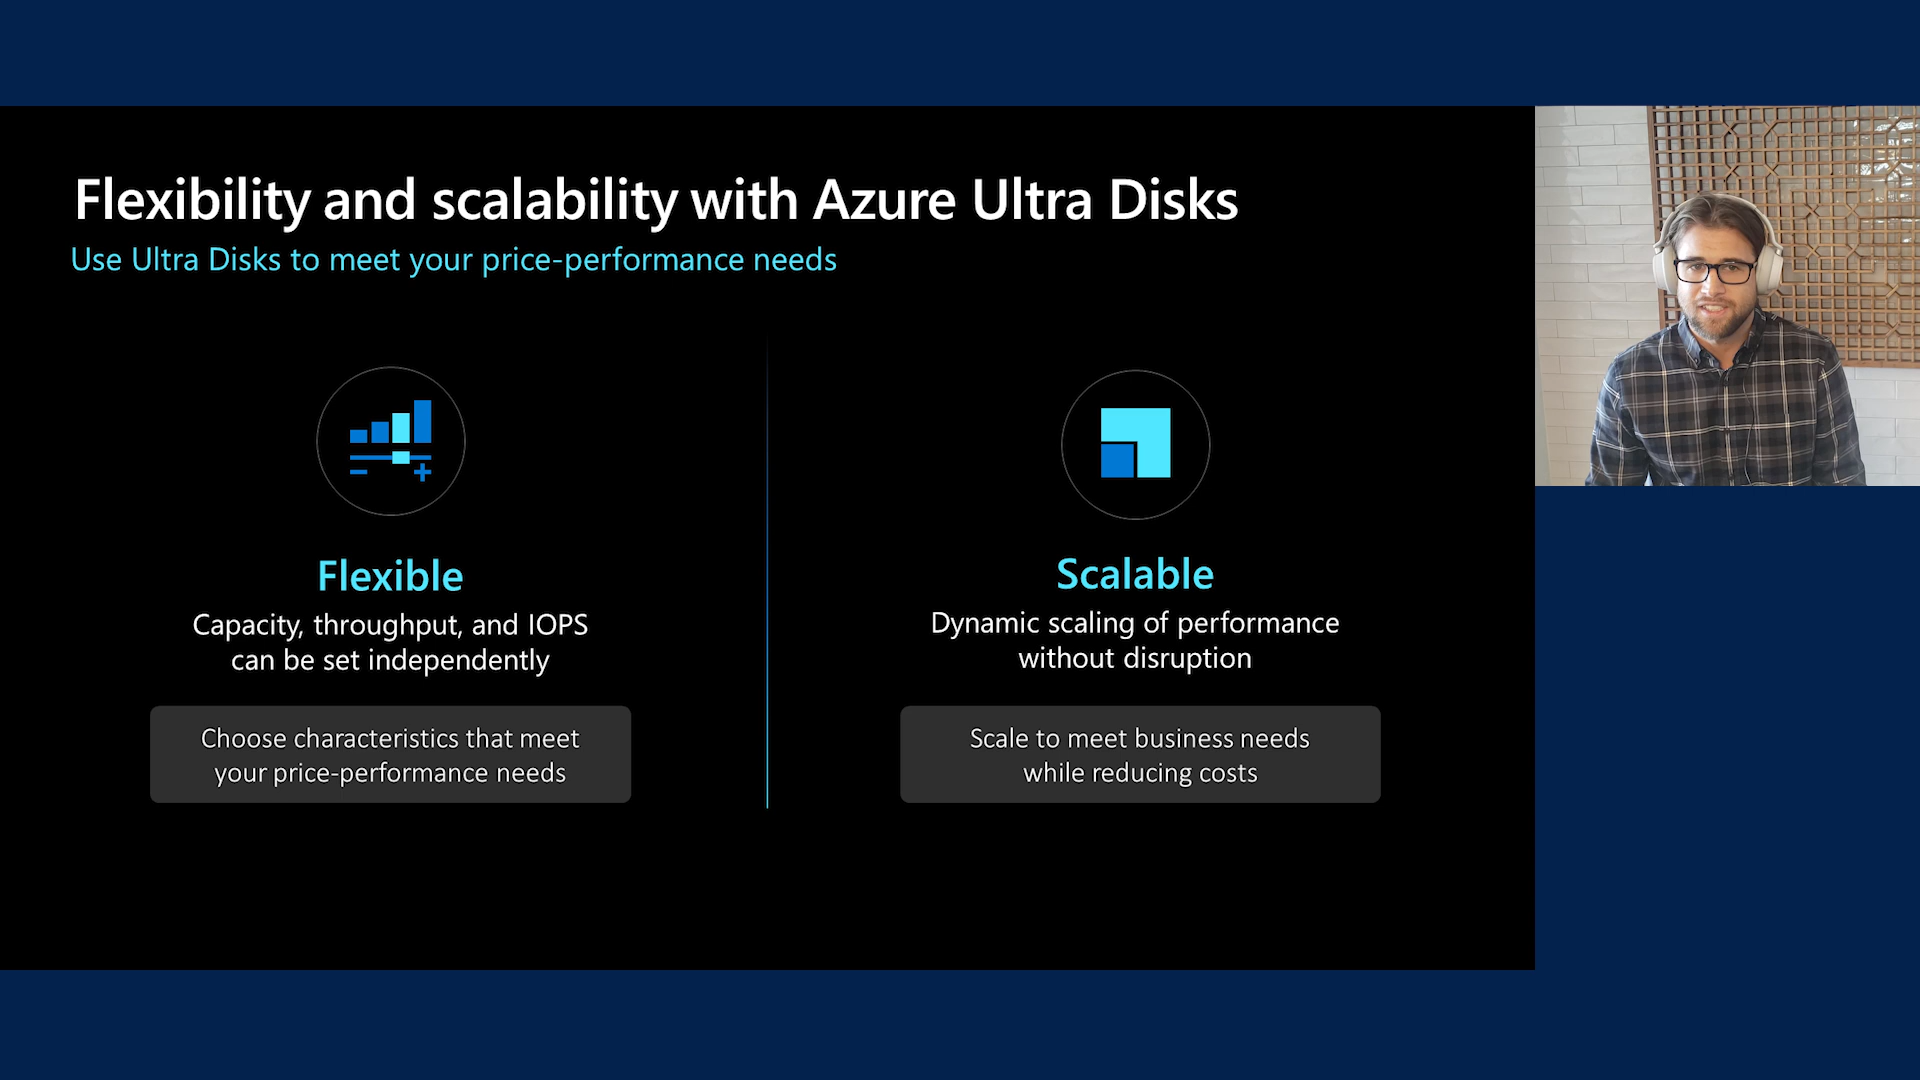 Flexibility and scalability with Azure Ultra Disks
Use Ultra Disks to meet your price-performance needs
Flexible
Capacity, throughput, and IOPS
can be set independently
Choose characteristics that meet
your price-performance needs
Scalable
Dynamic scaling of performance
without disruption
Scale to meet business needs
while reducing costs